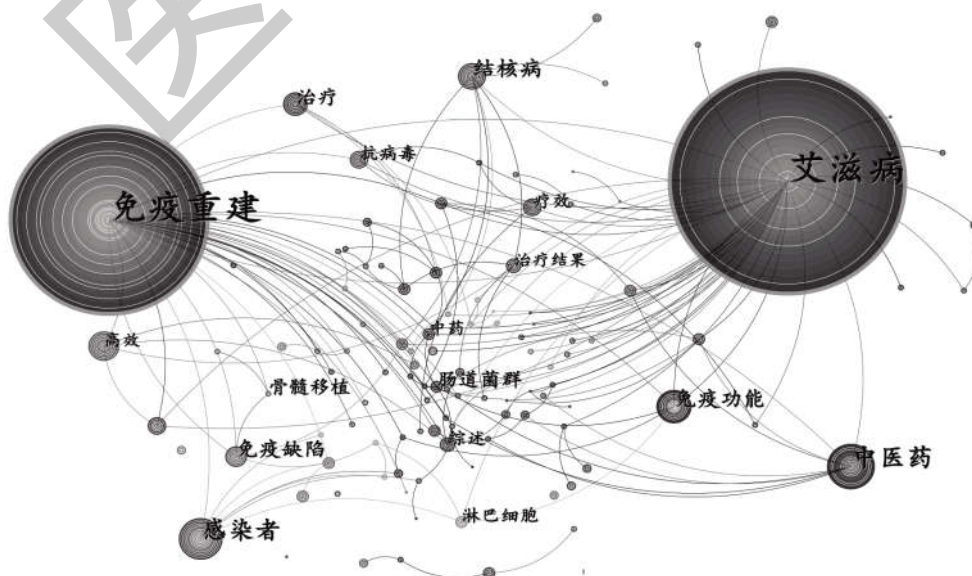 结核病
治疗
抗病毒
艾滋病
免疫重建
疗效
治疗结果
中药
高效
肠道菌群
骨髓移植
免疫功能
综述
免疫缺陷
中医药
淋巴细胞
感染者